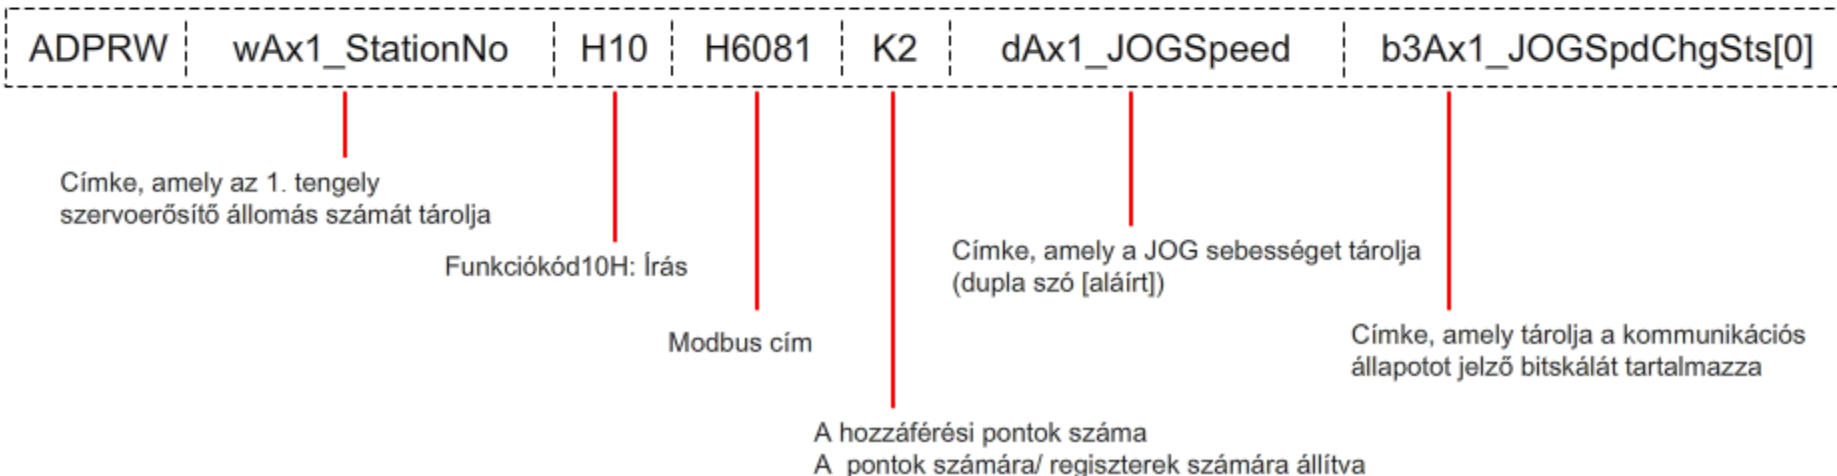 ADPRW wAx1_StationNo H10 H6081 K2 dAx1_JOGSpeed b3Ax1_JOGSpdChgSts[0]
Címke, amely az 1. tengely
szervoerősítő állomás számát tárolja
Funkciókód10H: Írás
Modbus cím
A hozzáférési pontok száma
A pontok számára/ regiszterek számára állítva
Címke, amely a JOG sebességet tárolja
(dupla szó [aláírt])
Címke, amely tárolja a kommunikációs
állapotot jelző bitskálát tartalmazza